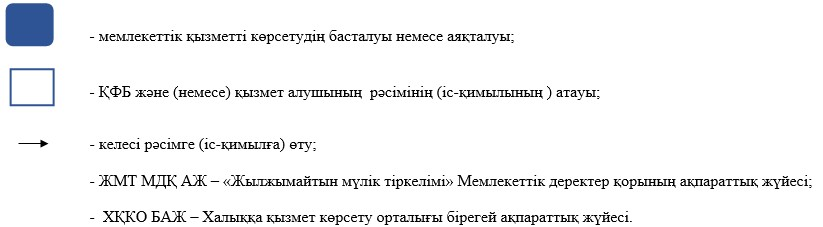 - мемлекеттік қызметті көрсетудің басталуы немесе аяқталуы;
- ҚФБ және (немесе) қызмет алушының рәсімінің (іс-қимылының ) атауы;
- келесі рәсімге (іс-қимылға) өту;
- ЖМТ МДҚ АЖ – «Жылжымайтын мүлік тіркелімі» Мемлекеттік деректер қорының ақпараттық жүйесі;
- ХҚКО БАЖ – Халыққа қызмет көрсету орталығы бірегей ақпараттық жүйесі.